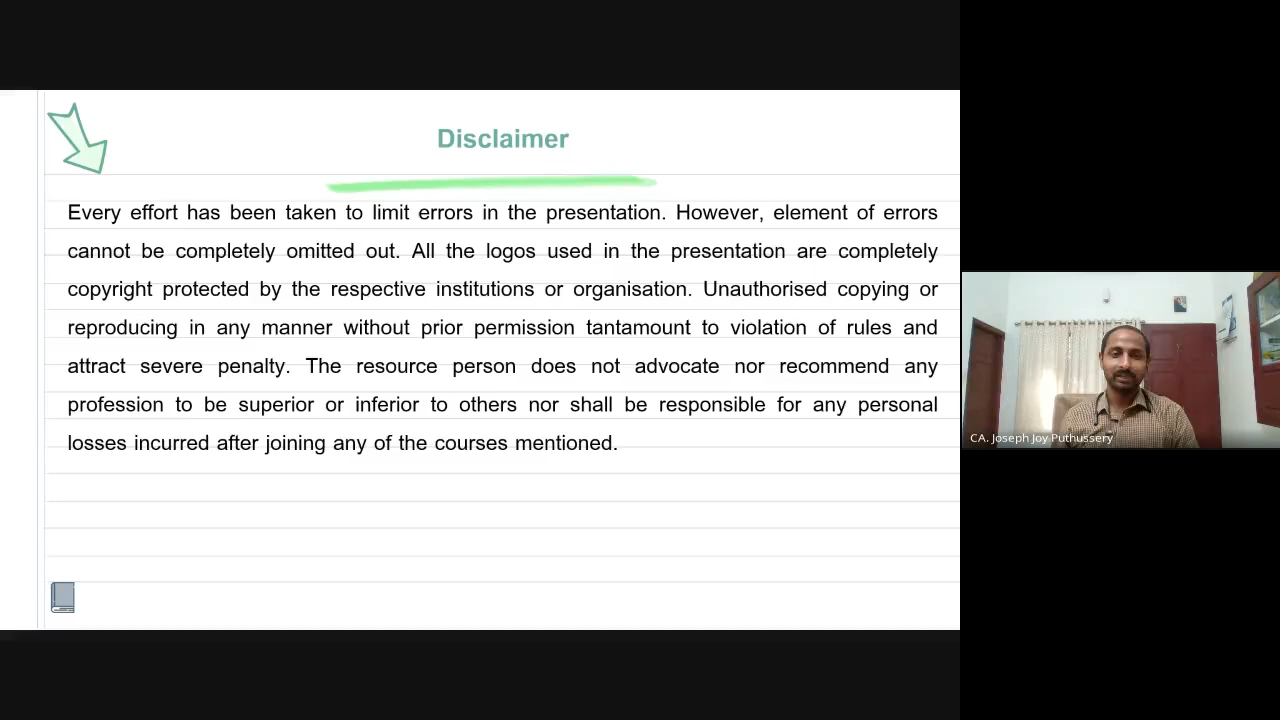 Disclaimer
Every effort has been taken to limit errors in the presentation. However, element of errors
cannot be completely omitted out. All the logos used in the presentation are completely
copyright protected by the respective institutions or organisation. Unauthorised copying or
reproducing in any manner without prior permission tantamount to violation of rules and
attract severe penalty. The resource person does not advocate nor recommend any
profession to be superior or inferior to others nor shall be responsible for any personal
losses incurred after joining any of the courses mentioned.
CA. Joseph Joy Puthussery